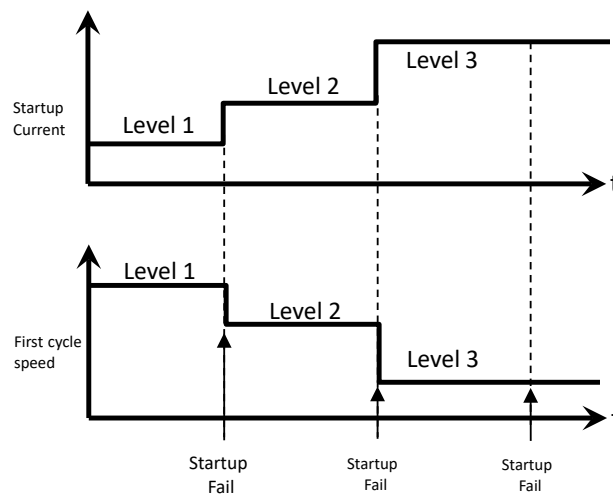 Level 3
Level 2
Startup
Current
Level 1
t
Level 1
Level 2
First cycle
speed
Level 3
Startup
Fail
Startup
Fail
Startup
Fail